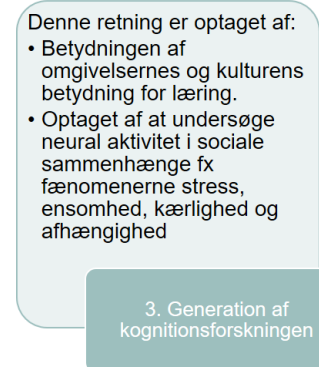 Denne retning er optaget af:
• Betydningen af
omgivelsernes og kulturens
betydning for læring.
• Optaget af at undersøge
neural aktivitet i sociale
sammenhænge fx
fænomenerne stress,
ensomhed, kærlighed og
afhængighed
3. Generation af
kognitionsforskningen